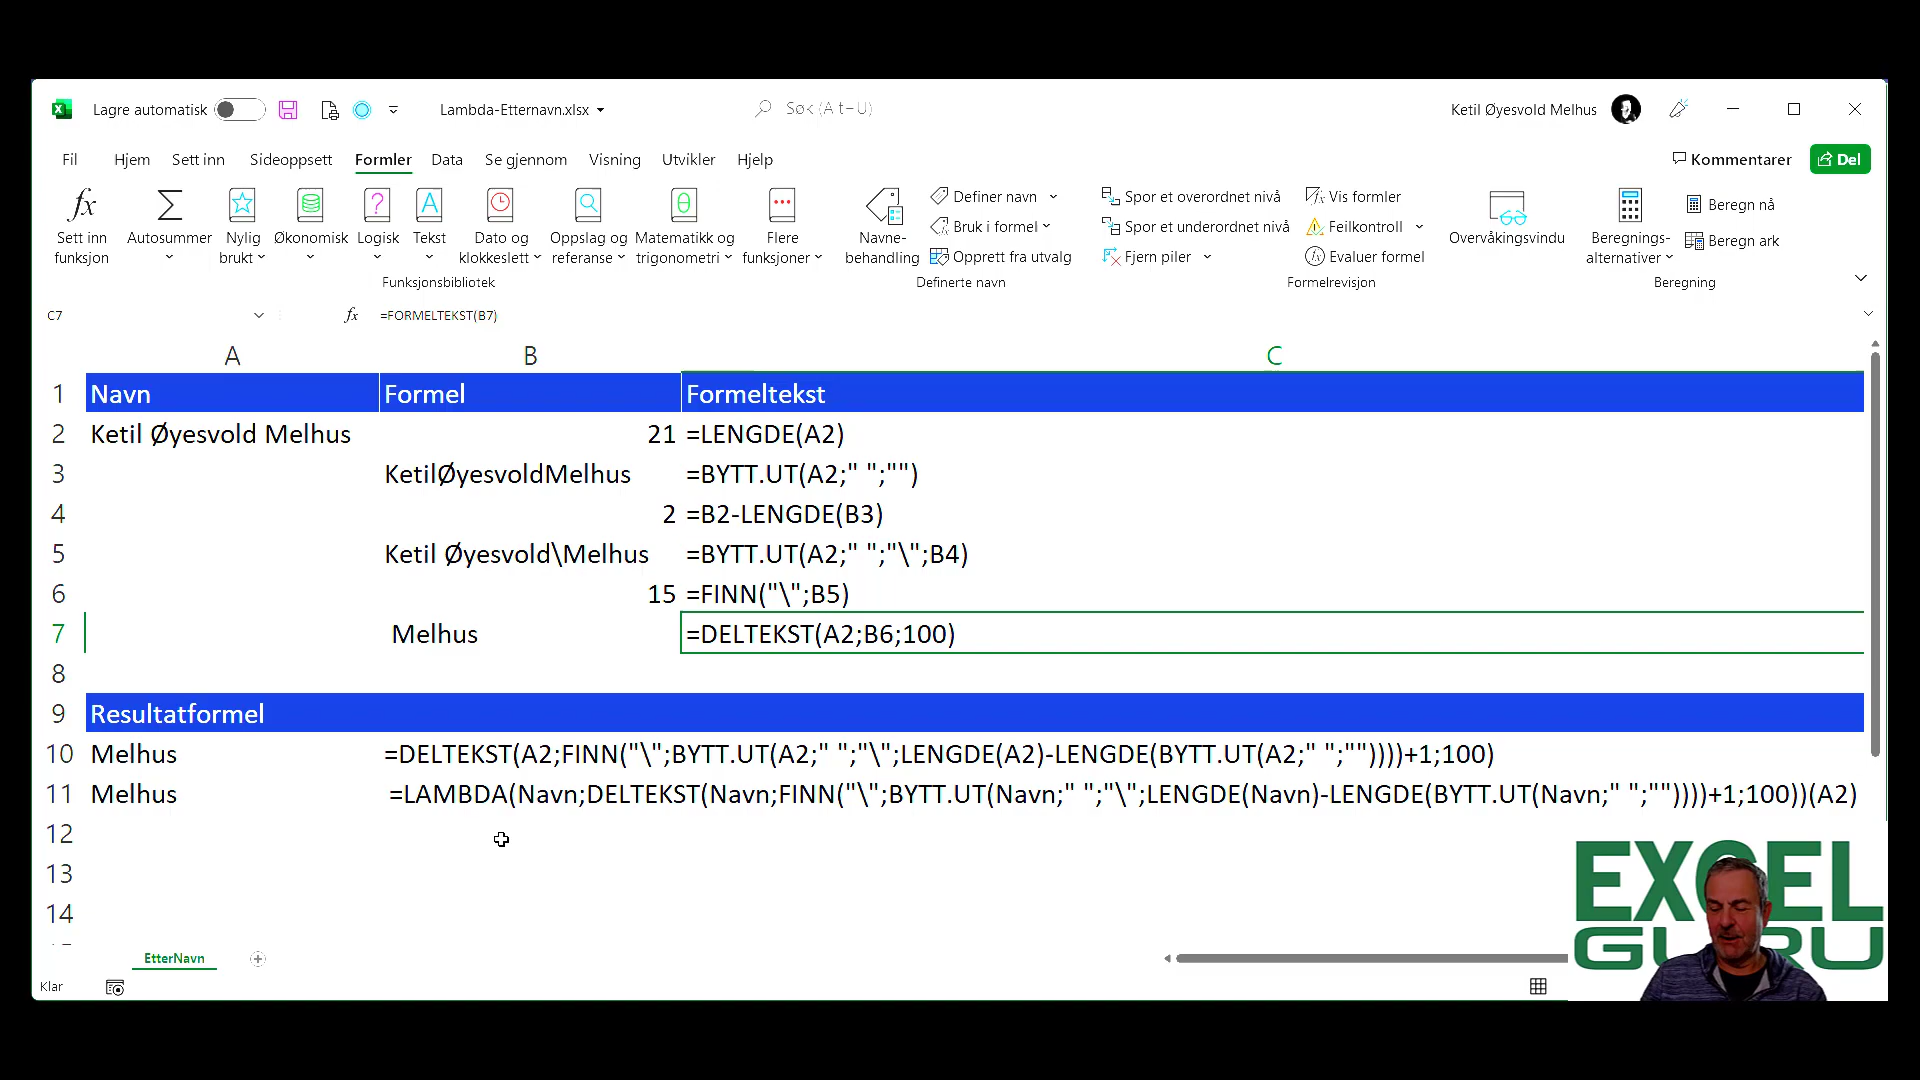 Lagre automatisk
Lambda-Etternavn.xlsx
Søk (Alt+U)
Ketil Øyesvold Melhus
Fil Hjem Sett inn Sideoppsett Formler Data Se gjennom Visning Utvikler Hjelp
Kommentarer Del
Sett inn funksjon
Autosummer
Nylig brukt
Økonomisk
Logisk
Tekst
Dato og klokkeslett
Oppslag og referanse
Matematikk og trigonometri
Flere funksjoner
Funksjonsbibliotek
Navne-
behandling
Definer navn
Bruk i formel
Opprett fra utvalg
Definerte navn
Spor et overordnet nivå
Spor et underordnet nivå
Fjern piler
Vis formler
Feilkontroll
Evaluer formel
Formelrevisjon
Overvåkingsvindu
Beregnings-
alternativer
Beregn nå
Beregn ark
Beregning
C7
fx =FORMELTEKST(B7)
A B C
1 Navn Formel Formeltekst
2 Ketil Øyesvold Melhus 21 =LENGDE(A2)
3 KetilØyesvoldMelhus =BYTT.UT(A2;" ";"")
4 2 =B2-LENGDE(B3)
5 Ketil Øyesvold\Melhus =BYTT.UT(A2;" ";"\";B4)
6 15 =FINN("\";B5)
7 Melhus =DELTEKST(A2;B6;100)
8
9 Resultatformel
10 Melhus =DELTEKST(A2;FINN("\";BYTT.UT(A2;" ";"\";LENGDE(A2)-LENGDE(BYTT.UT(A2;" ";""))))+1;100)
11 Melhus =LAMBDA(Navn;DELTEKST(Navn;FINN("\";BYTT.UT(Navn;" ";"\";LENGDE(Navn)-LENGDE(BYTT.UT(Navn;" ";""))))+1;100))(A2)
12
13
14
EtterNavn
Klar
EXCEL
GURU